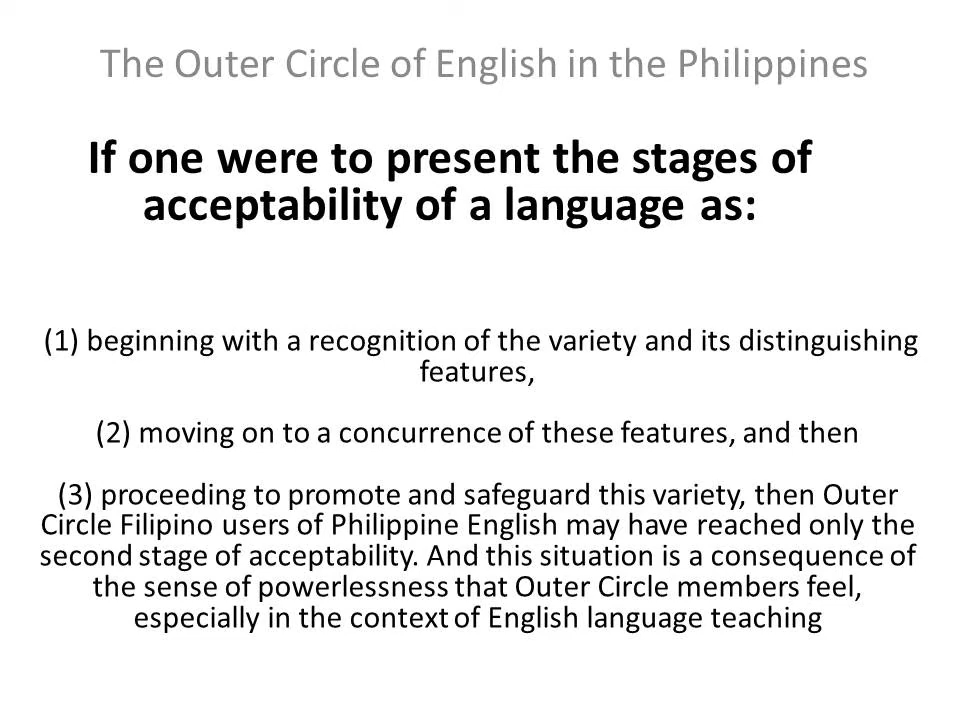 The Outer Circle of English in the Philippines
If one were to present the stages of
acceptability of a language as:
(1) beginning with a recognition of the variety and its distinguishing
features,
(2) moving on to a concurrence of these features, and then
(3) proceeding to promote and safeguard this variety, then Outer
Circle Filipino users of Philippine English may have reached only the
second stage of acceptability. And this situation is a consequence of
the sense of powerlessness that Outer Circle members feel,
especially in the context of English language teaching